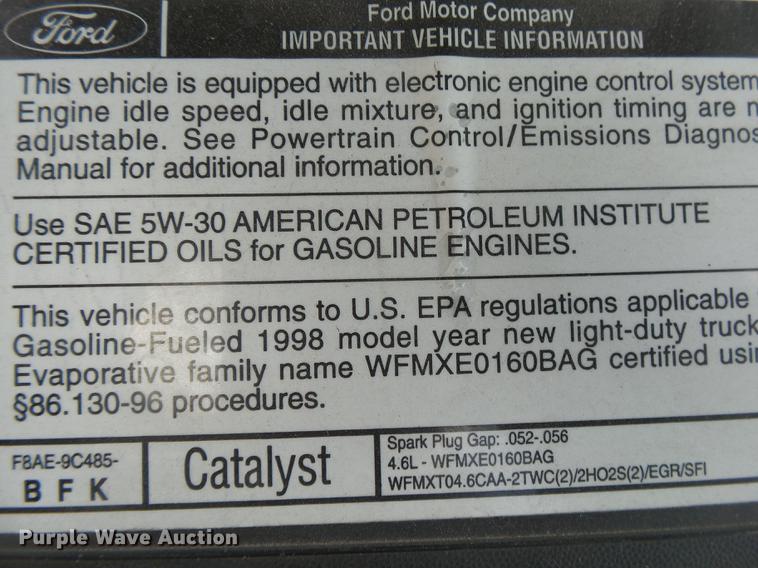 Ford
Ford Motor Company
IMPORTANT VEHICLE INFORMATION
This vehicle is equipped with electronic engine control system
Engine idle speed, idle mixture, and ignition timing are
adjustable. See Powertrain Control/Emissions Diagnos
Manual for additional information.
Use SAE 5W-30 AMERICAN PETROLEUM INSTITUTE
CERTIFIED OILS for GASOLINE ENGINES.
This vehicle conforms to U.S. EPA regulations applicable
Gasoline-Fueled 1998 model year new light-duty truck
Evaporative family name WFMXE0160BAG certified usi
§86.130-96 procedures.
F8AE-9C485-
B F K
Catalyst
Spark Plug Gap: .052-.056
4.6L - WFMXE0160BAG
WFMXT04.6CAA-2TWC(2)/2HO2S(2)/EGR/SFI
Purple Wave Auction